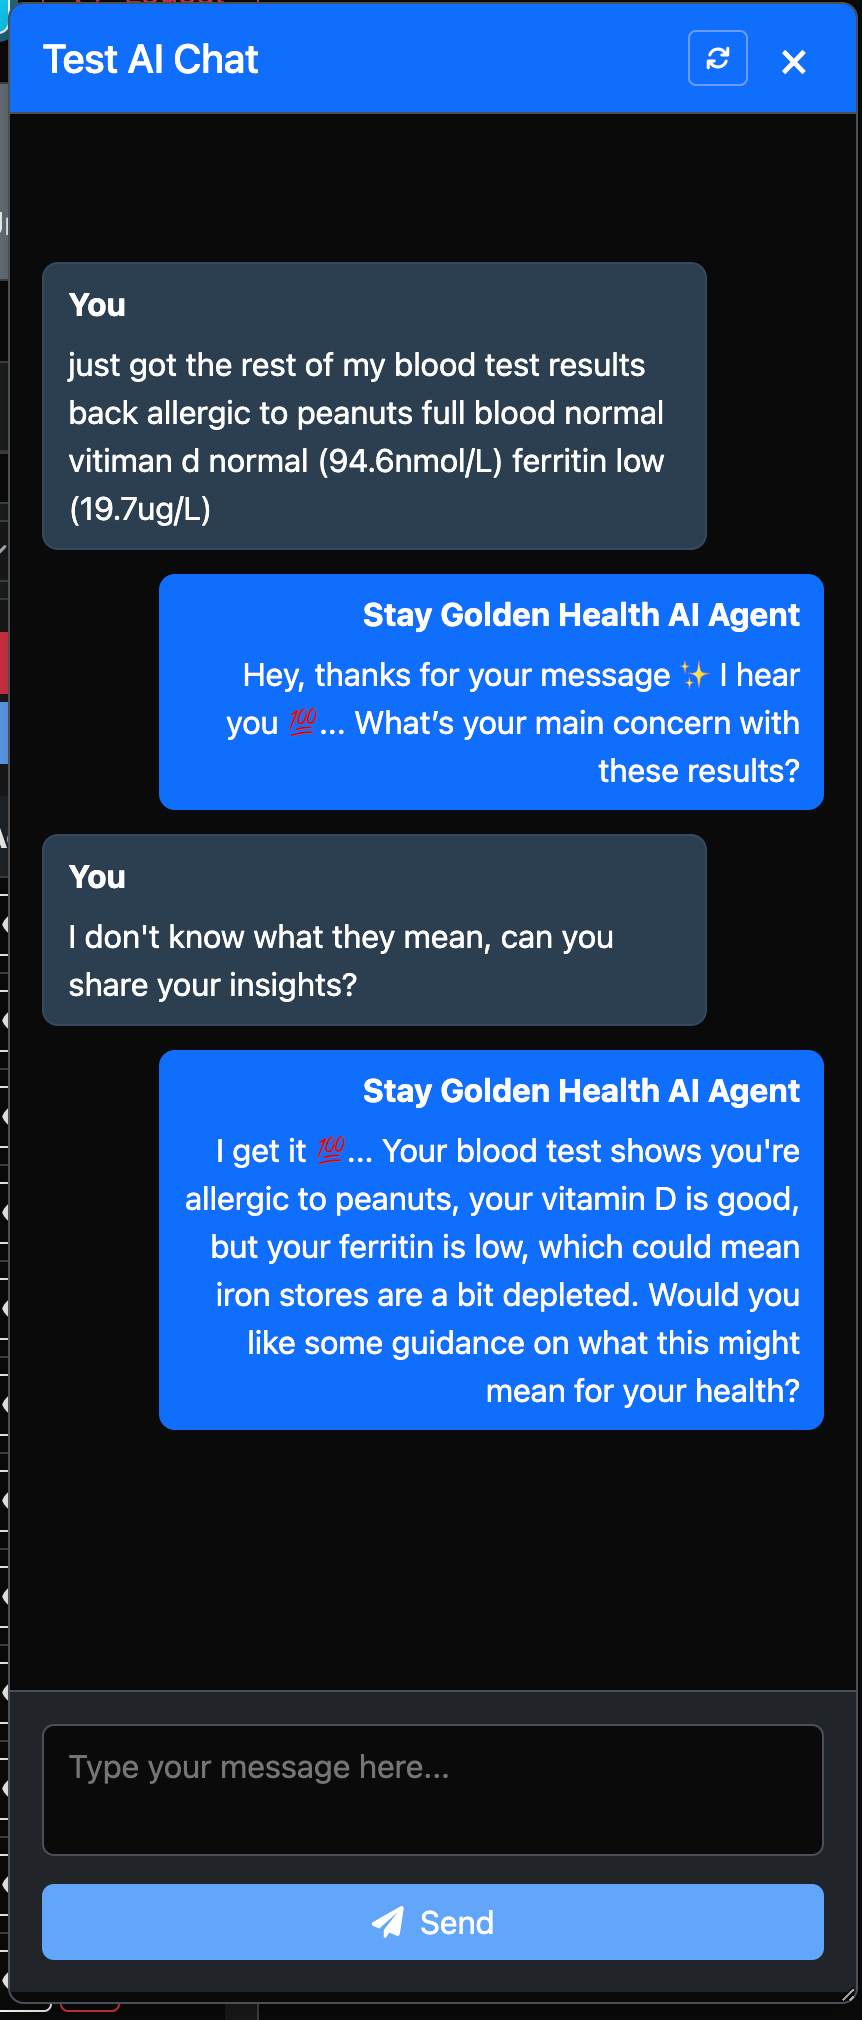 Test AI Chat
You
just got the rest of my blood test results
back allergic to peanuts full blood normal
vitiman d normal (94.6nmol/L) ferritin low
(19.7ug/L)
Stay Golden Health AI Agent
Hey, thanks for your message ✨ I hear
you 💯... What’s your main concern with
these results?
You
I don't know what they mean, can you
share your insights?
Stay Golden Health AI Agent
I get it 💯... Your blood test shows you're
allergic to peanuts, your vitamin D is good,
but your ferritin is low, which could mean
iron stores are a bit depleted. Would you
like some guidance on what this might
mean for your health?
Type your message here...
Send